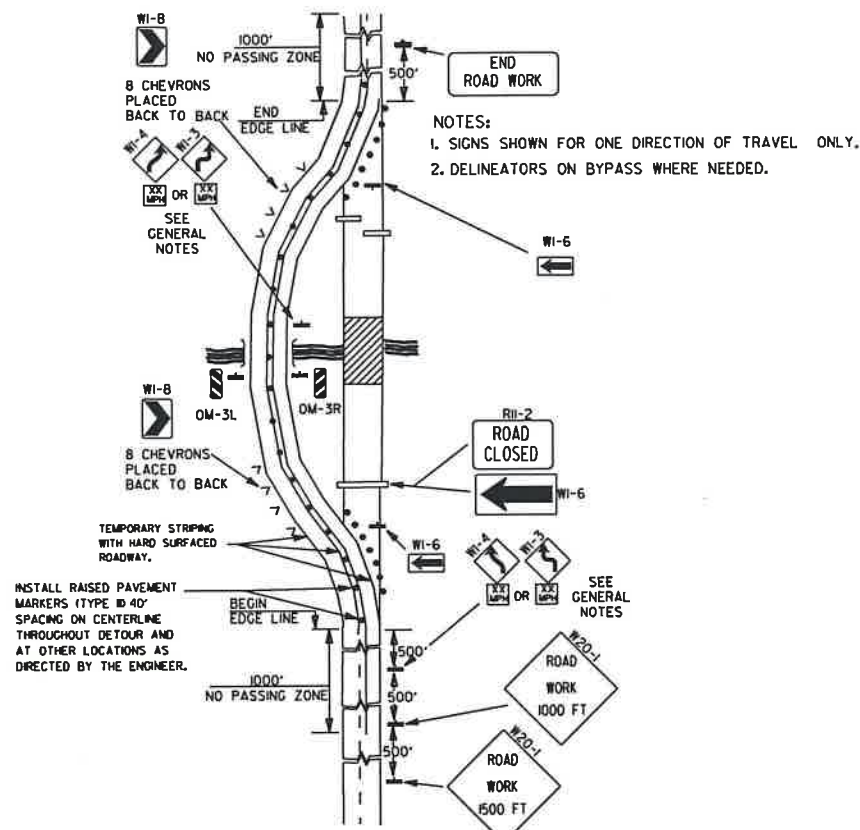 W1-8
1000'
NO PASSING ZONE
500'
END
ROAD WORK
8 CHEVRONS
PLACED
BACK TO BACK
END
EDGE LINE
NOTES:
1. SIGNS SHOWN FOR ONE DIRECTION OF TRAVEL ONLY.
2. DELINEATORS ON BYPASS WHERE NEEDED.
W1-4
W1-3
XX
MPH
OR
XX
MPH
SEE
GENERAL
NOTES
W1-6
W1-8
OM-3L
OM-3R
R11-2
ROAD
CLOSED
W1-6
8 CHEVRONS
PLACED
BACK TO BACK
TEMPORARY STRIPING
WITH HARD SURFACED
ROADWAY.
W1-6
W1-4
W1-3
XX
MPH
OR
XX
MPH
SEE
GENERAL
NOTES
INSTALL RAISED PAVEMENT
MARKERS (TYPE II) 40'
SPACING ON CENTERLINE
THROUGHOUT DETOUR AND
AT OTHER LOCATIONS AS
DIRECTED BY THE ENGINEER.
BEGIN
EDGE LINE
500'
1000'
NO PASSING ZONE
500'
W20-1
ROAD
WORK
1000 FT
500'
W20-1
ROAD
WORK
1500 FT